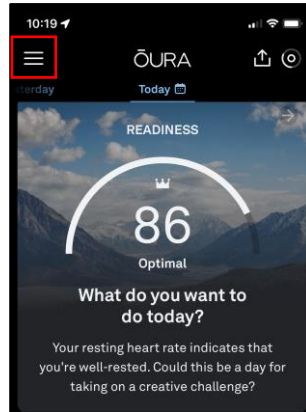 10:19
ŌURA
terday
Today
READINESS
86
Optimal
What do you want to
do today?
Your resting heart rate indicates that
you're well-rested. Could this be a day for
taking on a creative challenge?